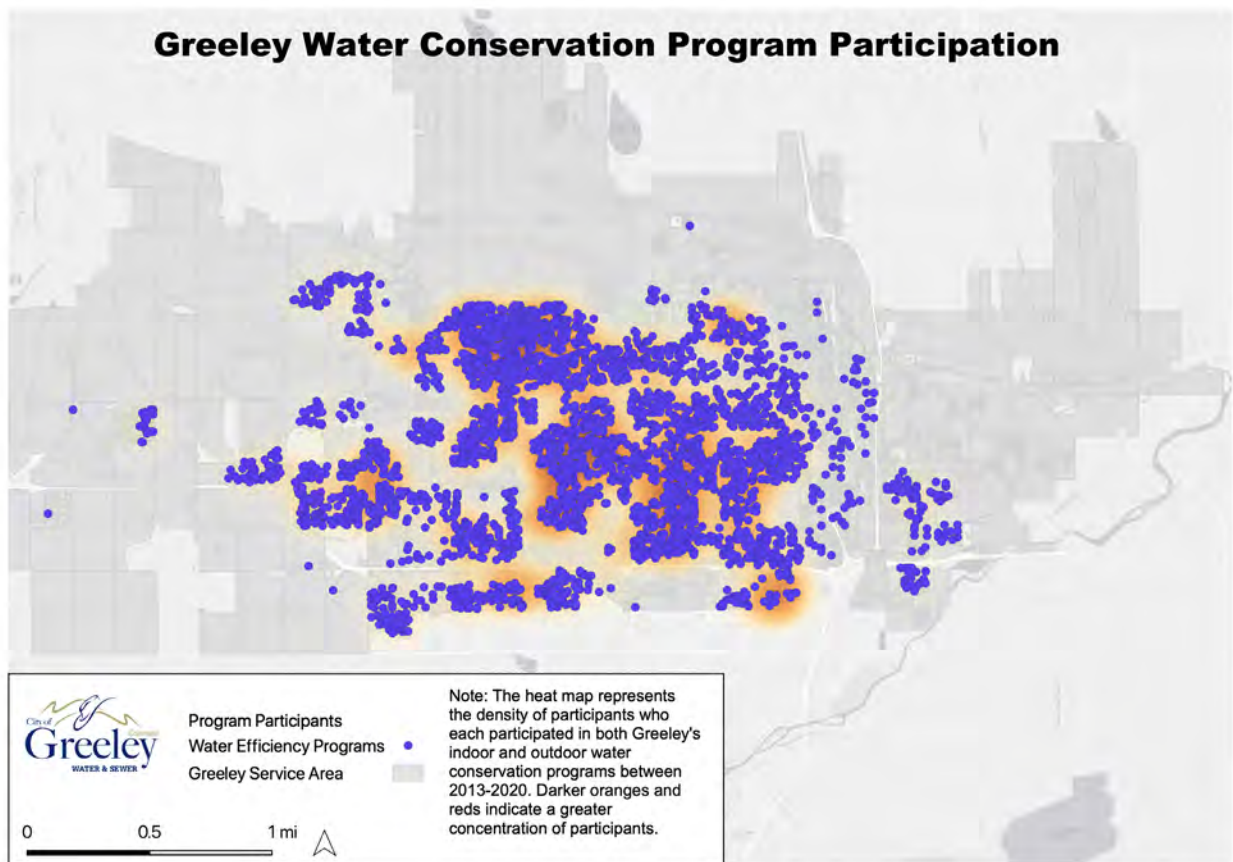 Greeley Water Conservation Program Participation
City of
Greeley
Colorado
WATER & SEWER
Program Participants
Water Efficiency Programs
Greeley Service Area
0 0.5 1 mi
Note: The heat map represents
the density of participants who
each participated in both Greeley's
indoor and outdoor water
conservation programs between
2013-2020. Darker oranges and
reds indicate a greater
concentration of participants.